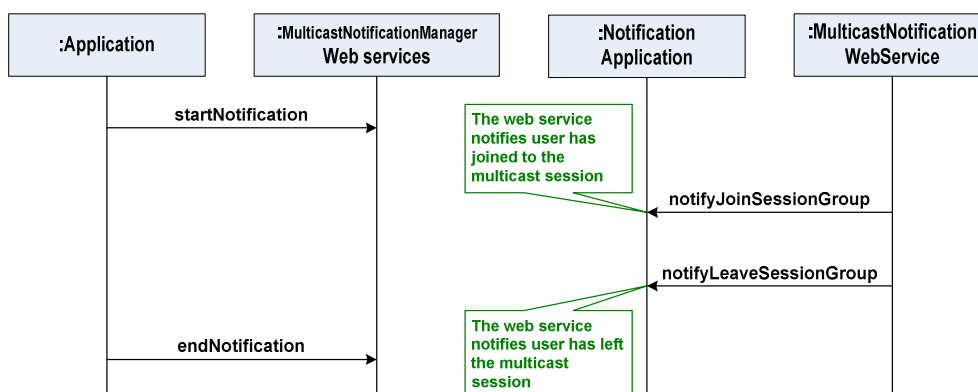 :Application
:MulticastNotificationManager
Web services
:Notification
Application
:MulticastNotification
WebService
startNotification
The web service
notifies user has
joined to the
multicast session
notifyJoinSessionGroup
notifyLeaveSessionGroup
The web service
notifies user has left
the multicast
session
endNotification